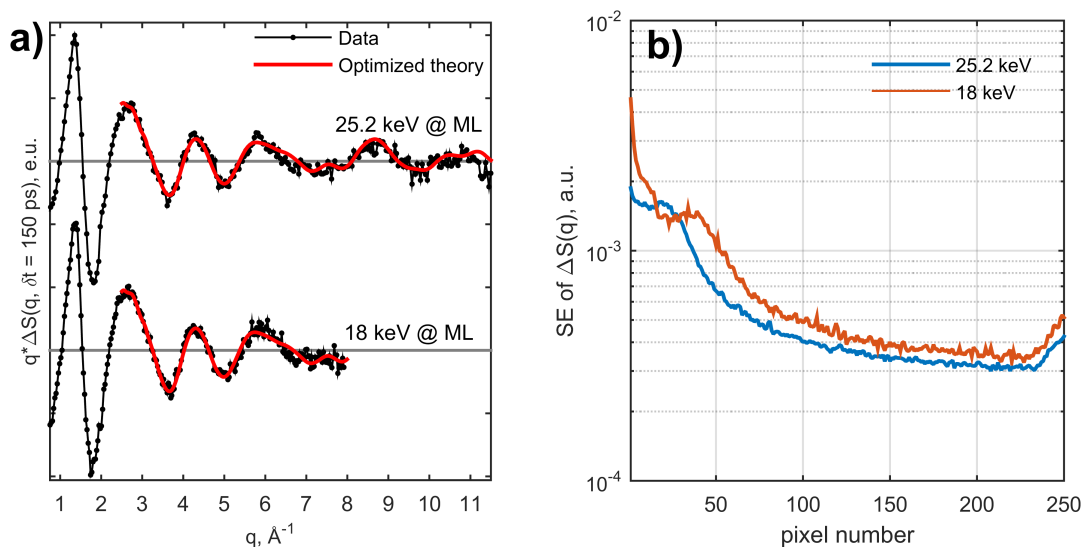 a)
Data
Optimized theory
25.2 keV @ ML
18 keV @ ML
q*ΔS(q, δt = 150 ps), e.u.
1 2 3 4 5 6 7 8 9 10 11
q, Å⁻¹
b)
25.2 keV
18 keV
10⁻²
10⁻³
10⁻⁴
SE of ΔS(q), a.u.
50 100 150 200 250
pixel number